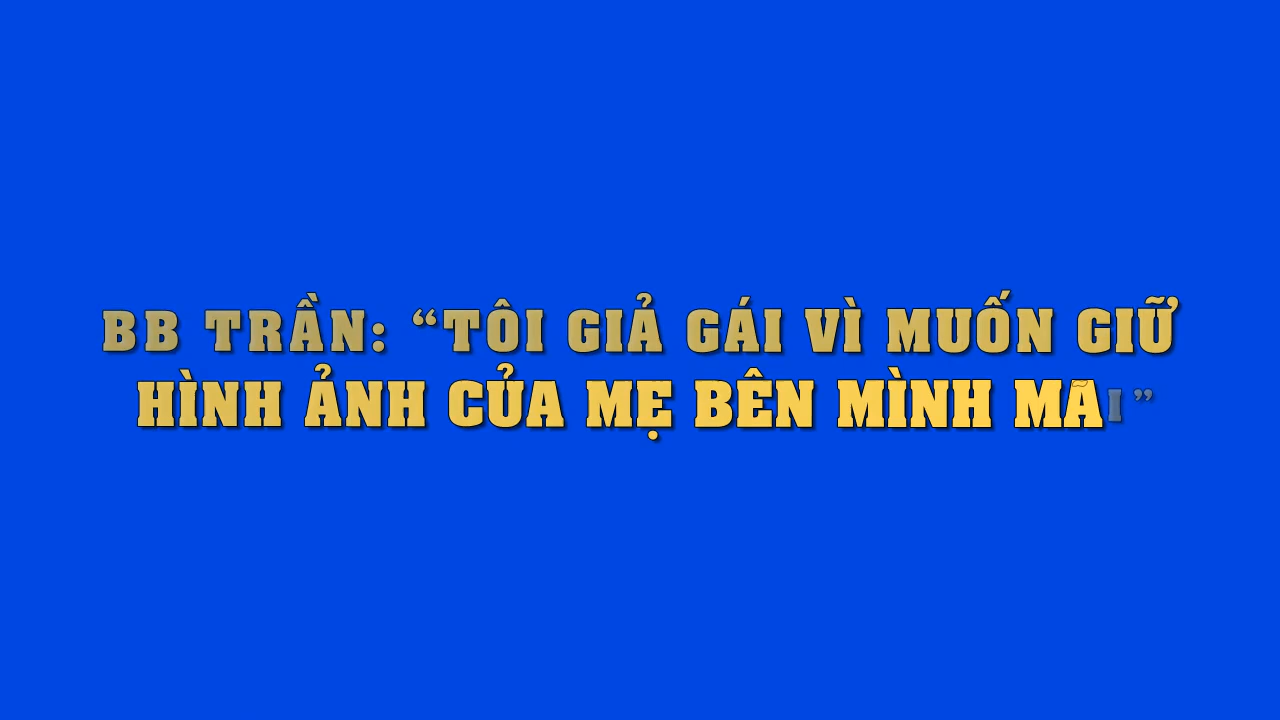 BB TRẦN: “TÔI GIẢ GÁI VÌ MUỐN GIỮ
HÌNH ẢNH CỦA MẸ BÊN MÌNH MÃI”